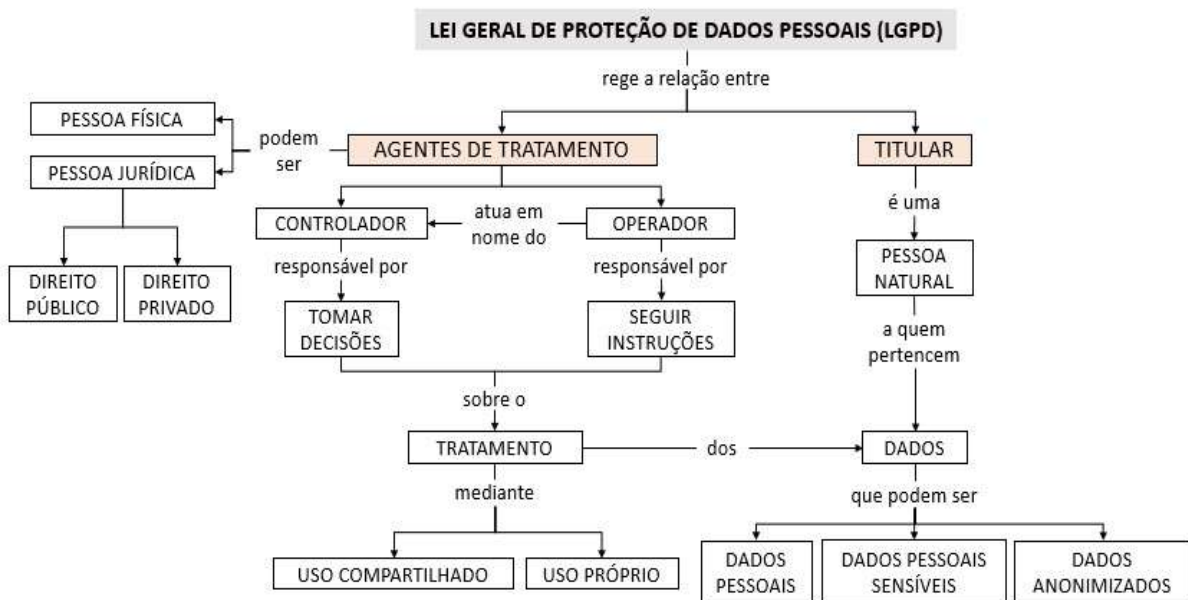 LEI GERAL DE PROTEÇÃO DE DADOS PESSOAIS (LGPD)
rege a relação entre
PESSOA FÍSICA
podem
ser
AGENTES DE TRATAMENTO
TITULAR
PESSOA JURÍDICA
CONTROLADOR
atua em
nome do
OPERADOR
é uma
DIREITO
PÚBLICO
DIREITO
PRIVADO
responsável por
responsável por
PESSOA
NATURAL
TOMAR
DECISÕES
SEGUIR
INSTRUÇÕES
a quem
pertencem
sobre o
TRATAMENTO
dos
DADOS
mediante
que podem ser
USO COMPARTILHADO
USO PRÓPRIO
DADOS
PESSOAIS
DADOS PESSOAIS
SENSÍVEIS
DADOS
ANONIMIZADOS